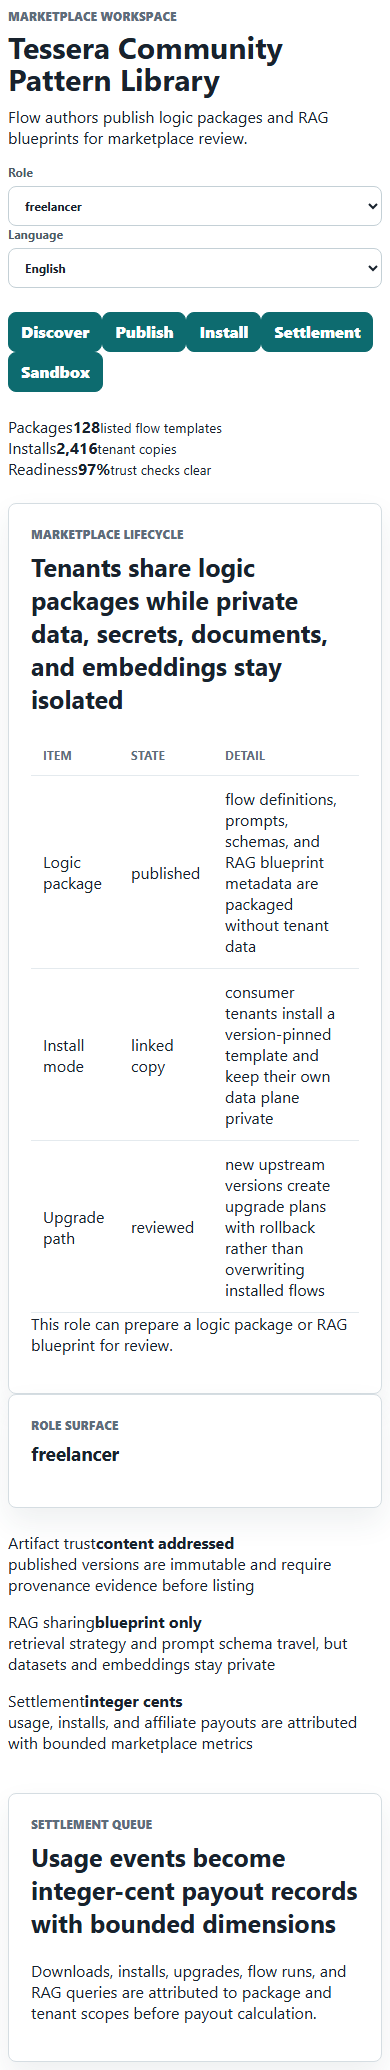 MARKETPLACE WORKSPACE
Tessera Community
Pattern Library
Flow authors publish logic packages and RAG
blueprints for marketplace review.
Role
freelancer
Language
English
Discover Publish Install Settlement
Sandbox
Packages128listed flow templates
Installs2,416tenant copies
Readiness97%trust checks clear
MARKETPLACE LIFECYCLE
Tenants share logic
packages while private
data, secrets, documents,
and embeddings stay
isolated
ITEM STATE DETAIL
flow definitions,
prompts,
schemas, and
Logic package published RAG blueprint
metadata are
packaged
without tenant
data
consumer
tenants install a
Install mode linked copy version-pinned
template and
keep their own
data plane
private
new upstream
versions create
Upgrade path reviewed upgrade plans
with rollback
rather than
overwriting
installed flows
This role can prepare a logic package or RAG
blueprint for review.
ROLE SURFACE
freelancer
Artifact trustcontent addressed
published versions are immutable and require
provenance evidence before listing
RAG sharingblueprint only
retrieval strategy and prompt schema travel, but
datasets and embeddings stay private
Settlementinteger cents
usage, installs, and affiliate payouts are attributed
with bounded marketplace metrics
SETTLEMENT QUEUE
Usage events become
integer-cent payout records
with bounded dimensions
Downloads, installs, upgrades, flow runs, and
RAG queries are attributed to package and
tenant scopes before payout calculation.